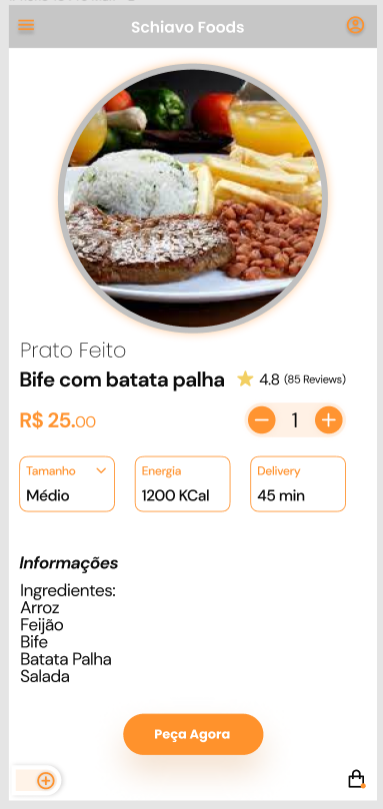 Schiavo Foods
Prato Feito
Bife com batata palha 4.8 (85 Reviews)
R$ 25.00 1
Tamanho Energia Delivery
Médio 1200 KCal 45 min
Informações
Ingredientes:
Arroz
Feijão
Bife
Batata Palha
Salada
Peça Agora